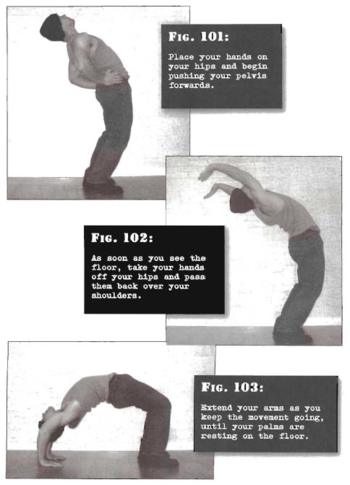 FIG. 101:
Place your hands on
your hips and begin
pushing your pelvis
forwards.
FIG. 102:
As soon as you see the
floor, take your hands
off your hips and pass
them back over your
shoulders.
FIG. 103:
Extend your arms as you
keep the movement going,
until your palms are
resting on the floor.